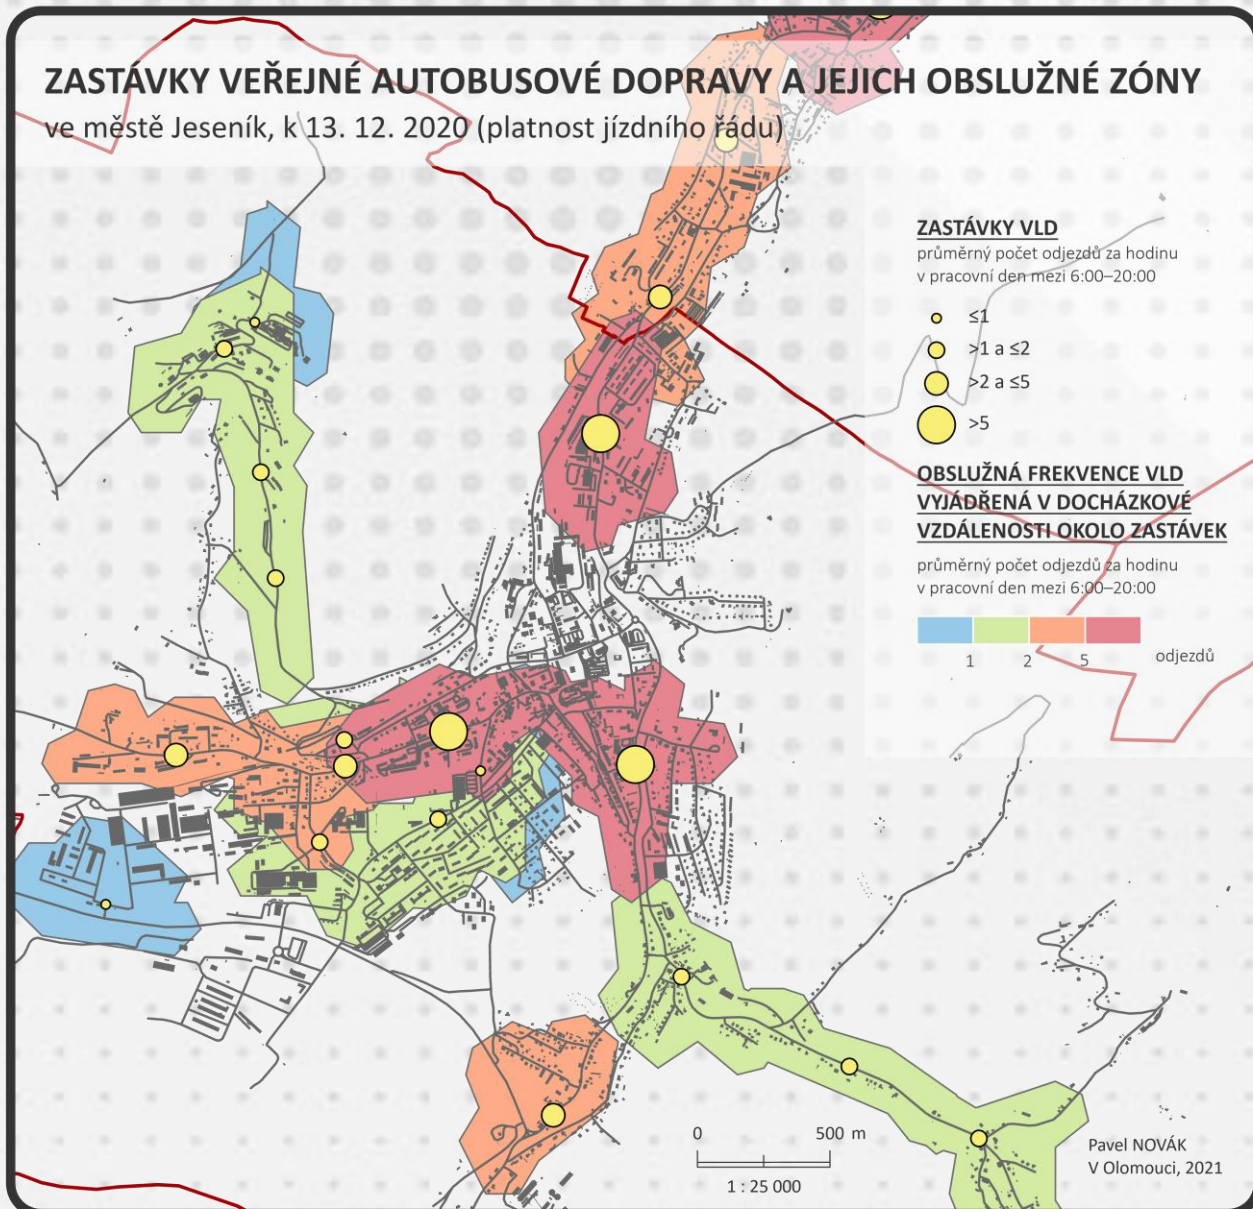 ZASTÁVKY VEŘEJNÉ AUTOBUSOVÉ DOPRAVY A JEJICH OBSLUŽNÉ ZÓNY
ve městě Jeseník, k 13. 12. 2020 (platnost jízdního řádu)
ZASTÁVKY VLD
průměrný počet odjezdů za hodinu
v pracovní den mezi 6:00–20:00
≤1
>1 a ≤2
>2 a ≤5
>5
OBSLUŽNÁ FREKVENCE VLD
VYJÁDŘENÁ V DOCHÁZKOVÉ
VZDÁLENOSTI OKOLO ZASTÁVEK
průměrný počet odjezdů za hodinu
v pracovní den mezi 6:00–20:00
1 2 5 odjezdů
0 500 m
1 : 25 000
Pavel NOVÁK
V Olomouci, 2021